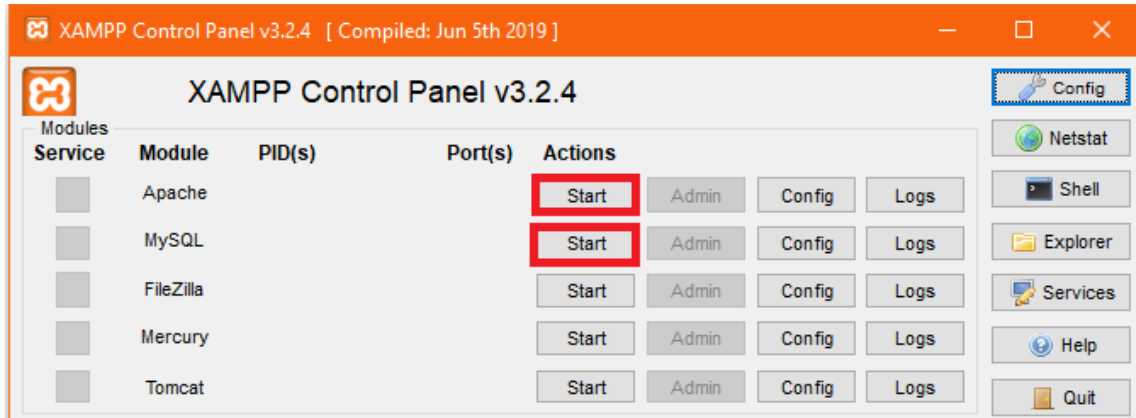 XAMPP Control Panel v3.2.4 [ Compiled: Jun 5th 2019 ]
XAMPP Control Panel v3.2.4
Config
Modules
Netstat
Service Module PID(s) Port(s) Actions
Apache Start Admin Config Logs
Shell
MySQL Start Admin Config Logs
Explorer
FileZilla Start Admin Config Logs
Services
Mercury Start Admin Config Logs
Help
Tomcat Start Admin Config Logs
Quit